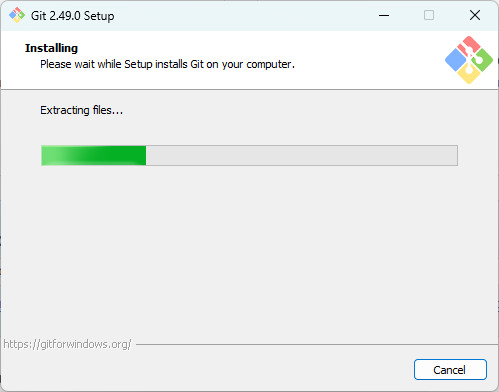 Git 2.49.0 Setup
Installing
Please wait while Setup installs Git on your computer.
Extracting files...
https://gitforwindows.org/
Cancel